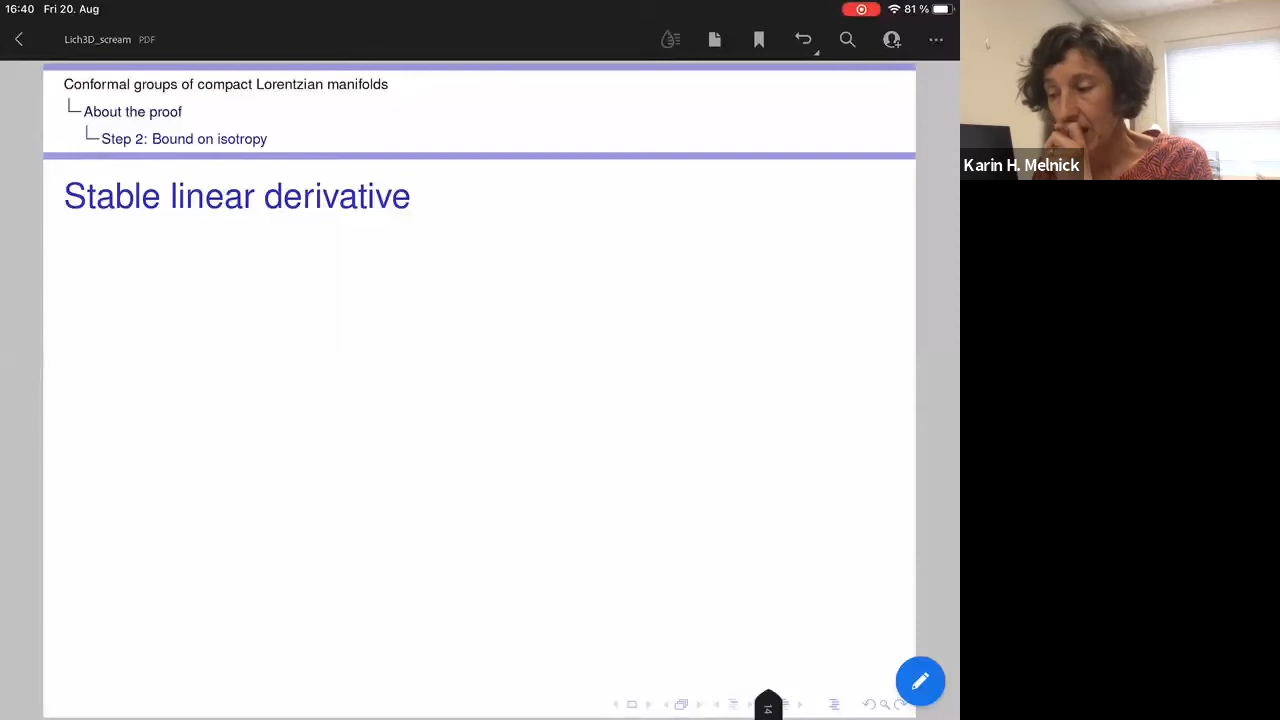 16:40 Fri 20. Aug 81 %
Lich3D_scream PDF
Conformal groups of compact Lorentzian manifolds
About the proof
Step 2: Bound on isotropy
Karin H. Melnick
Stable linear derivative
14